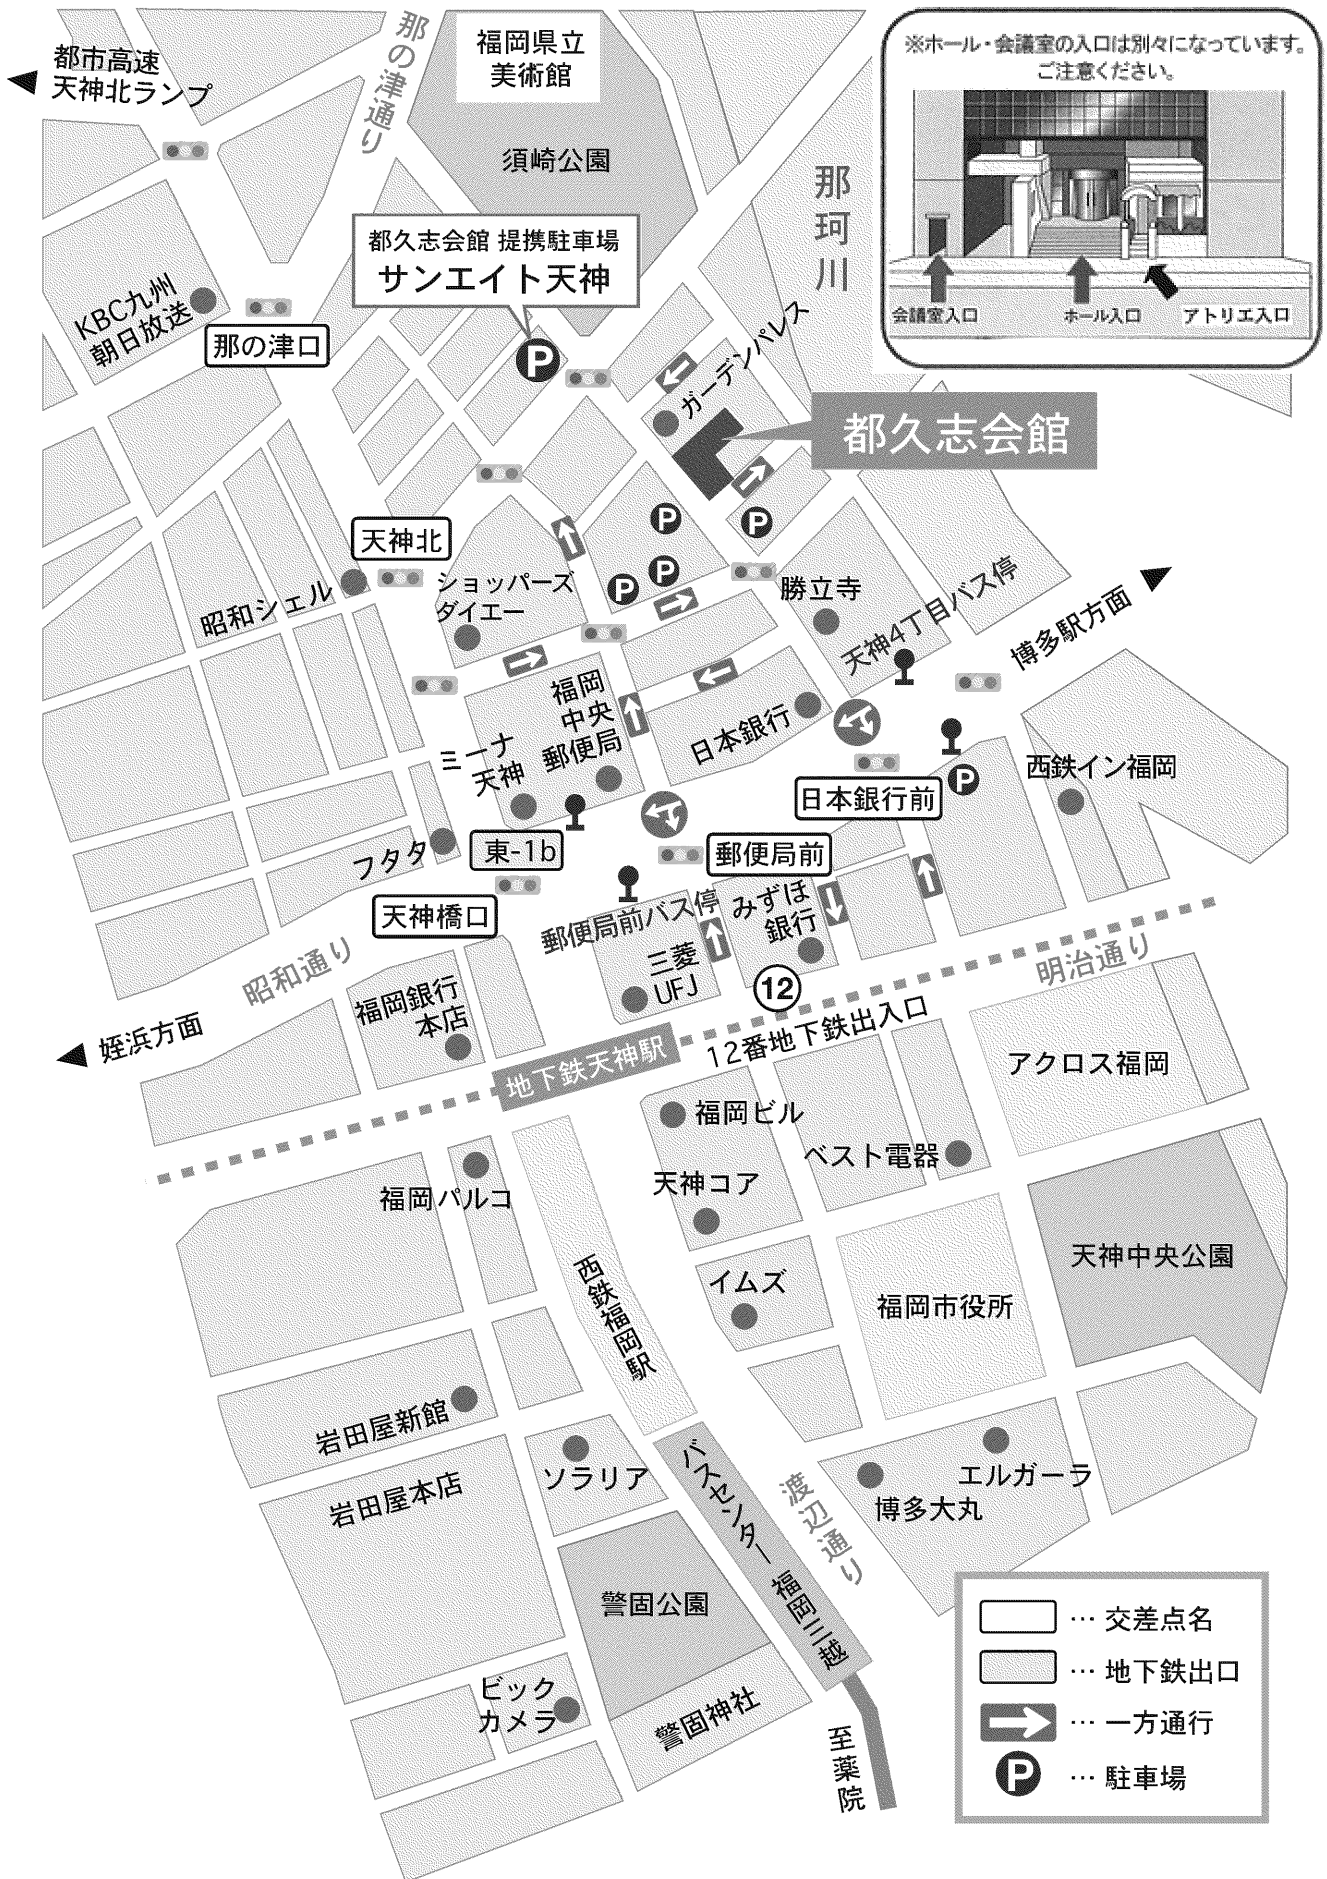 都市高速
天神北ランプ
那の津通り
福岡県立
美術館
須崎公園
※ホール・会議室の入口は別々になっています。
ご注意ください。
会議室入口
ホール入口
アトリエ入口
那珂川
都久志会館 提携駐車場
サンエイト天神
P
KBC九州
朝日放送
那の津口
ガーデンパレス
都久志会館
天神北
P
P
P
P
昭和シェル
ショッパーズ
ダイエー
勝立寺
天神4丁目バス停
博多駅方面
福岡
中央
郵便局
ミーナ
天神
日本銀行
日本銀行前
P
西鉄イン福岡
フタタ
東-1b
郵便局前
天神橋口
郵便局前バス停
みずほ
銀行
三菱
UFJ
昭和通り
明治通り
福岡銀行
本店
12
姪浜方面
地下鉄天神駅
12番地下鉄出入口
アクロス福岡
福岡ビル
ベスト電器
福岡パルコ
天神コア
天神中央公園
西鉄福岡駅
イムズ
福岡市役所
岩田屋新館
岩田屋本店
ソラリア
バスセンター 福岡三越
渡辺通り
エルガーラ
博多大丸
警固公園
ビック
カメラ
警固神社
至薬院
… 交差点名
… 地下鉄出口
… 一方通行
P … 駐車場